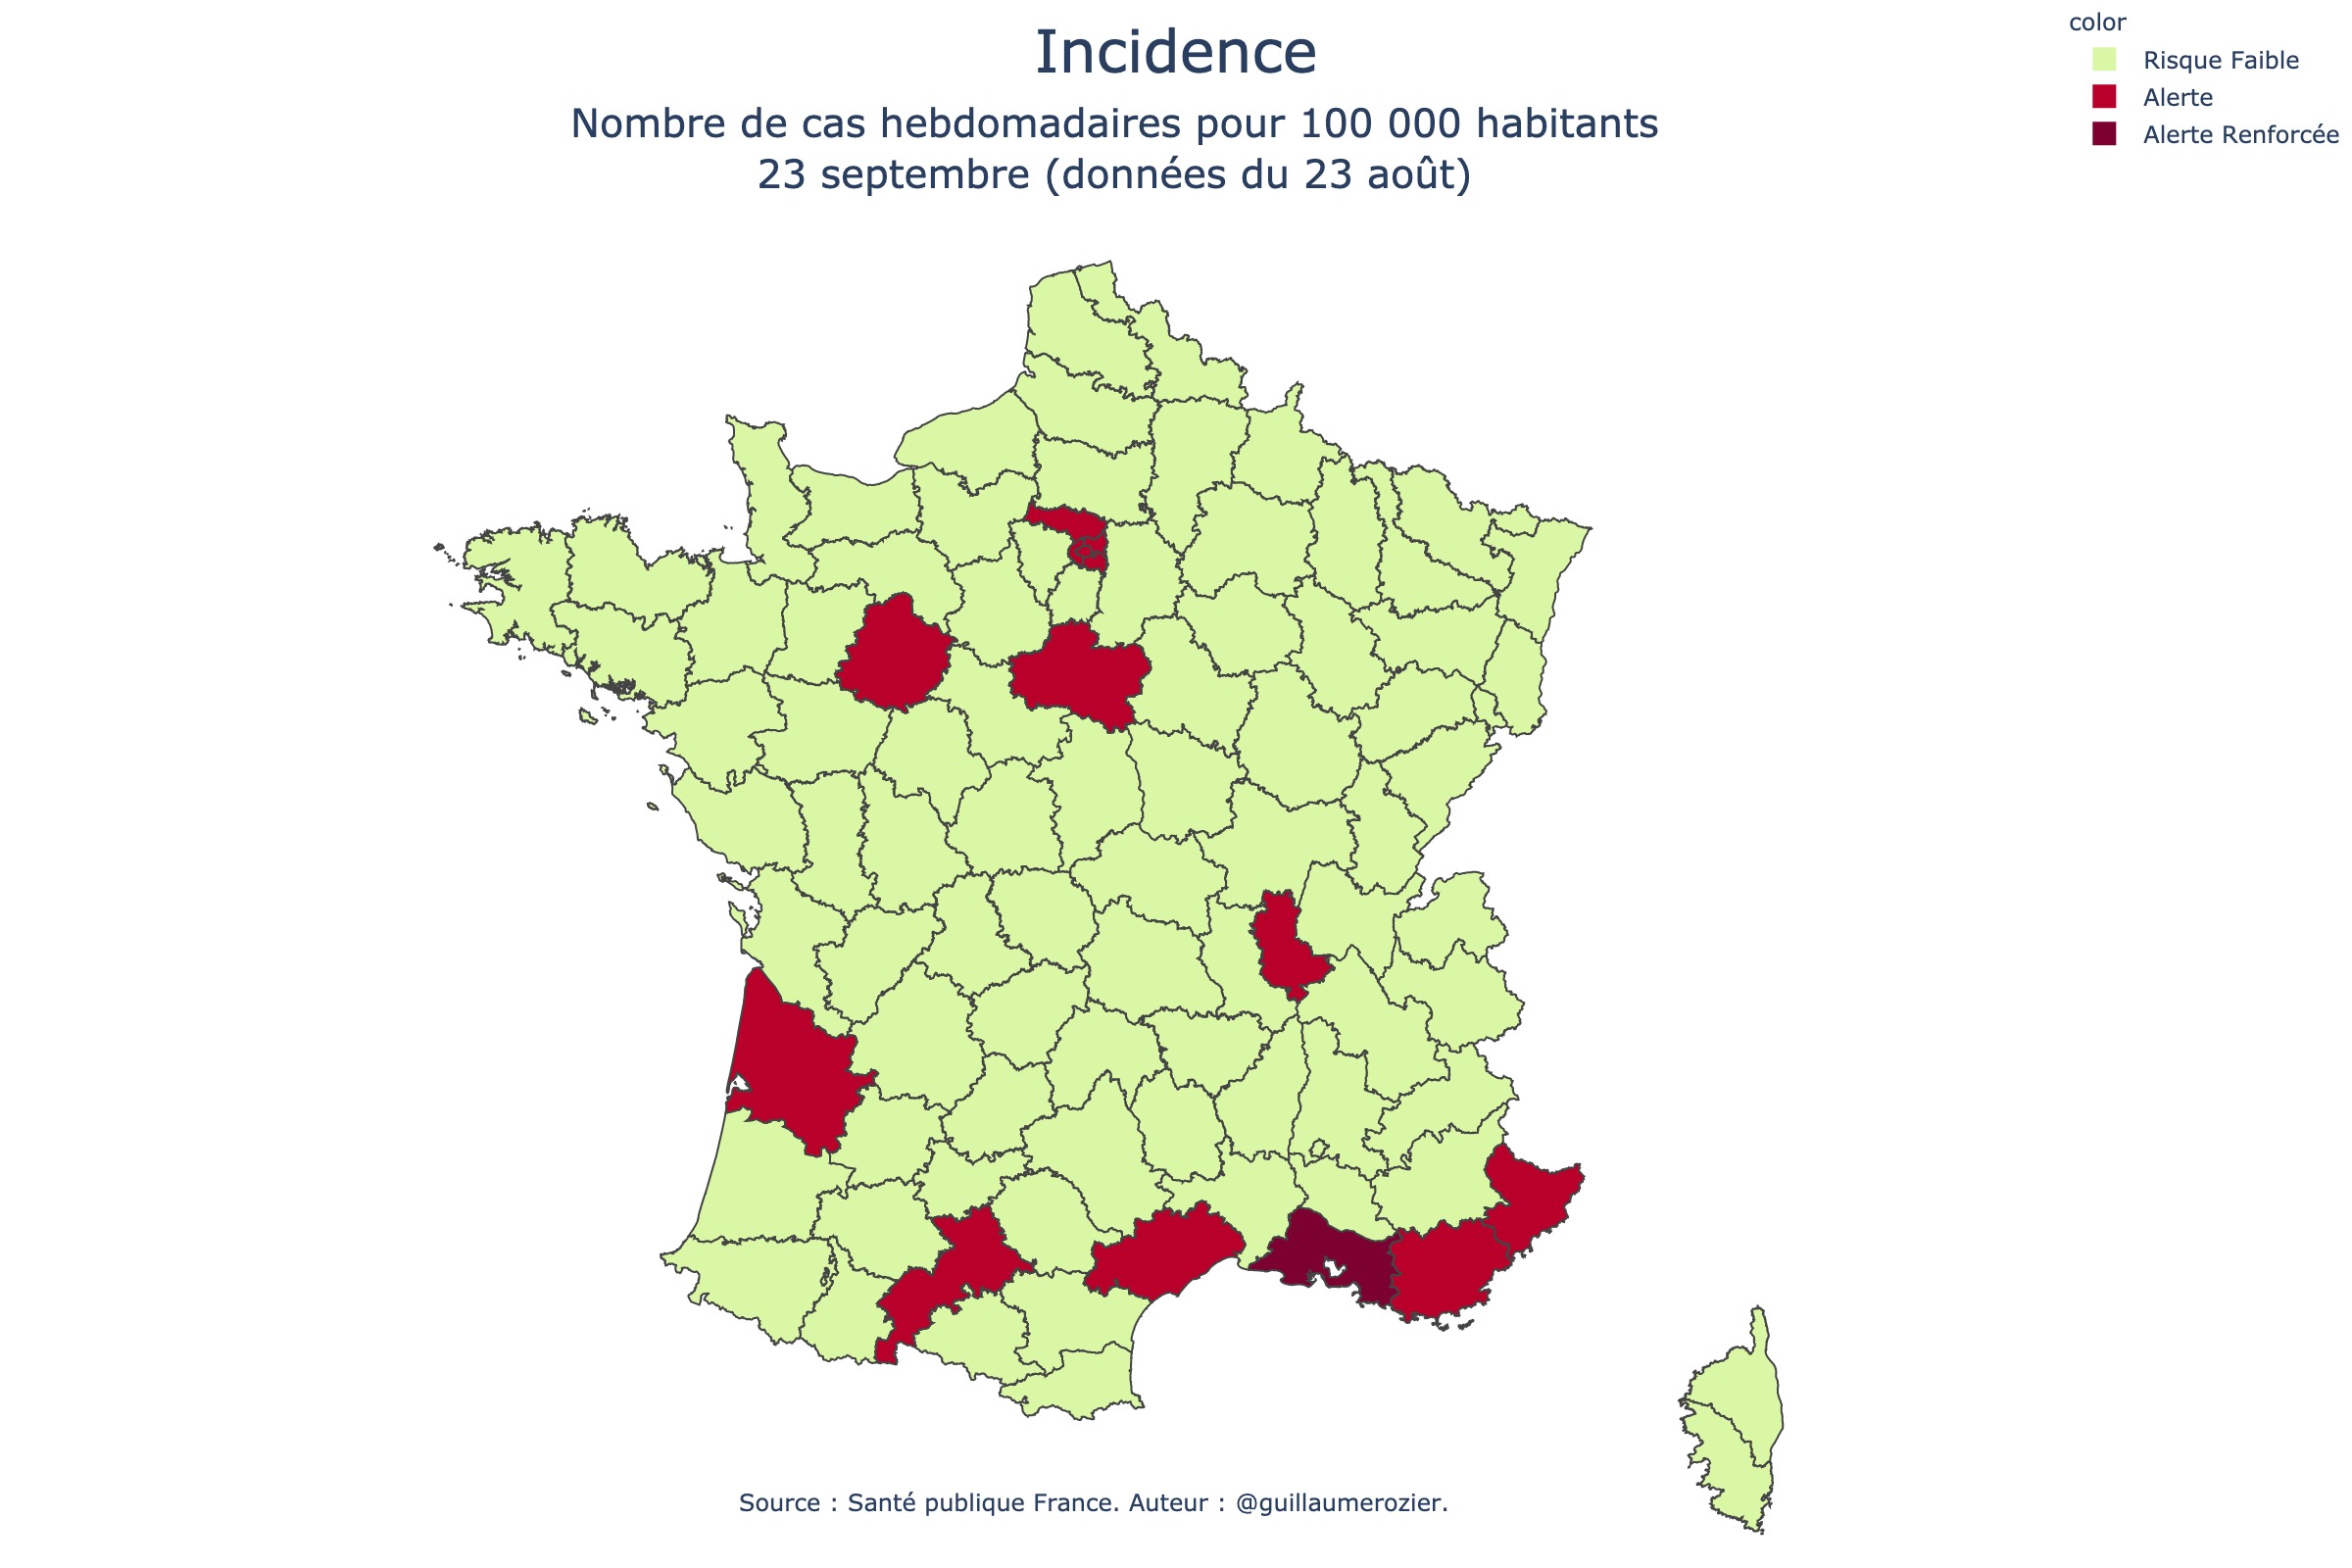 Incidence
Nombre de cas hebdomadaires pour 100 000 habitants
23 septembre (données du 23 août)
color
Risque Faible
Alerte
Alerte Renforcée
Source : Santé publique France. Auteur : @guillaumerozier.